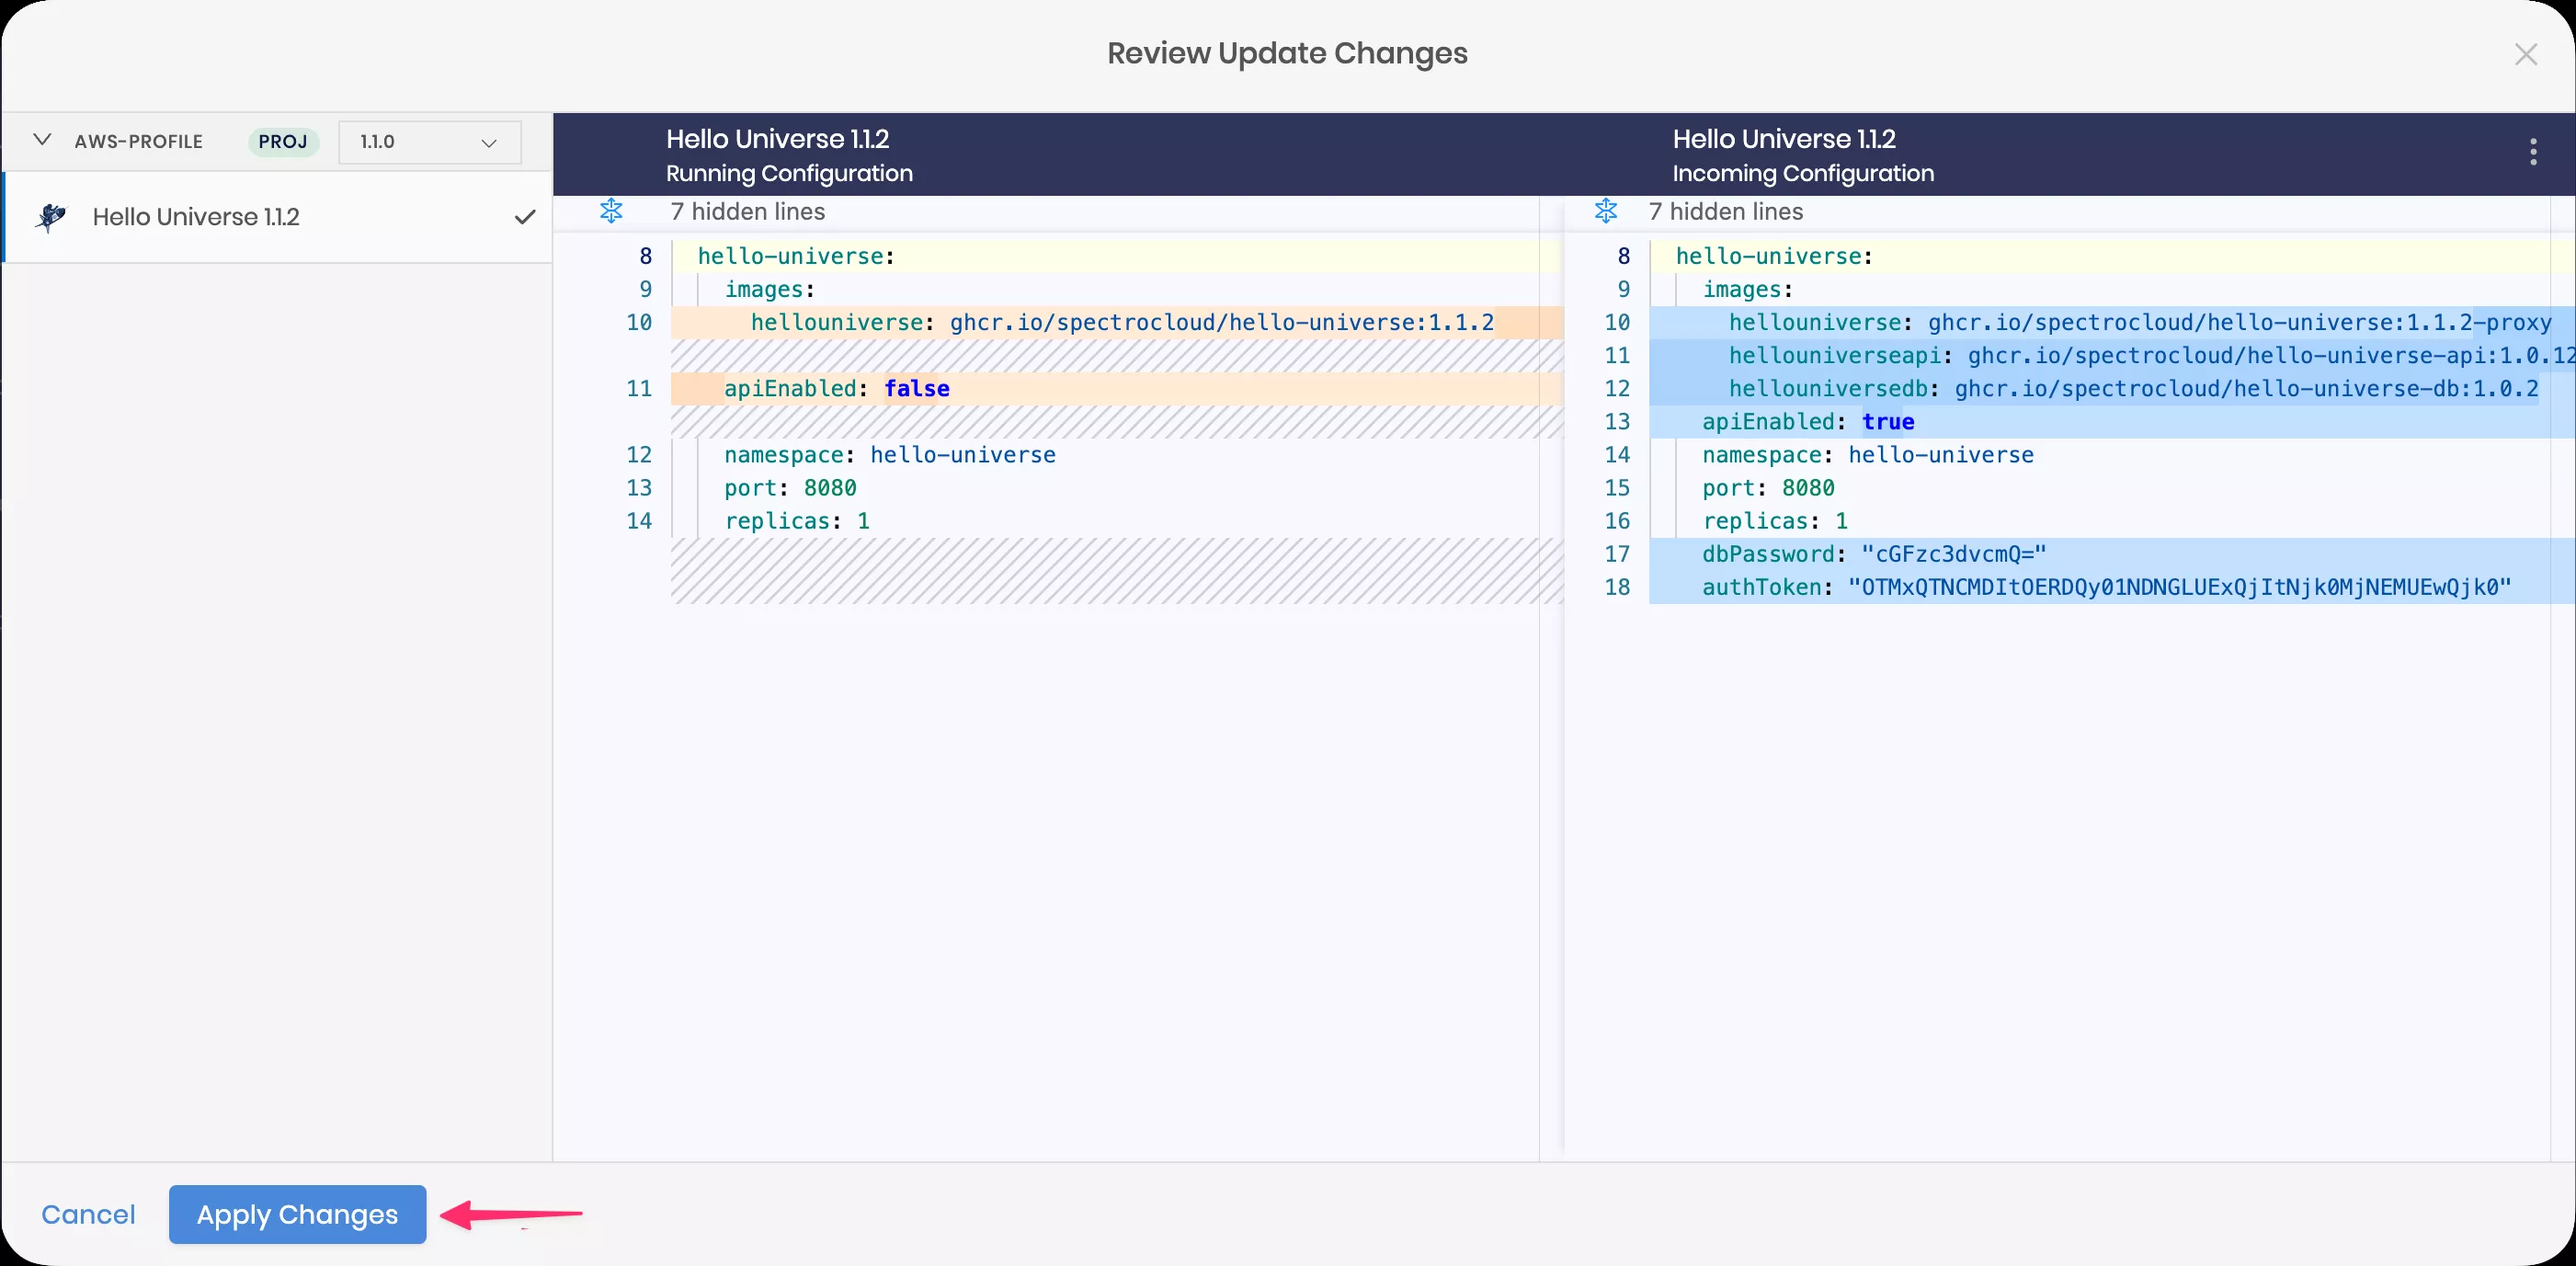 Review Update Changes
AWS-PROFILE PROJ 1.1.0
Hello Universe 1.1.2
Hello Universe 1.1.2
Running Configuration
7 hidden lines
8 hello-universe:
9 images:
10 hellouniverse: ghcr.io/spectrocloud/hello-universe:1.1.2
11 apiEnabled: false
12 namespace: hello-universe
13 port: 8080
14 replicas: 1
Hello Universe 1.1.2
Incoming Configuration
7 hidden lines
8 hello-universe:
9 images:
10 hellouniverse: ghcr.io/spectrocloud/hello-universe:1.1.2-proxy
11 hellouniverseapi: ghcr.io/spectrocloud/hello-universe-api:1.0.12
12 hellouniversedb: ghcr.io/spectrocloud/hello-universe-db:1.0.2
13 apiEnabled: true
14 namespace: hello-universe
15 port: 8080
16 replicas: 1
17 dbPassword: "cGFzc3dvcmQ="
18 authToken: "OTMxQTNCMDItOERDQy01NDNGLUExQjItNjk0MjNEMUEwQjk0"
Cancel
Apply Changes